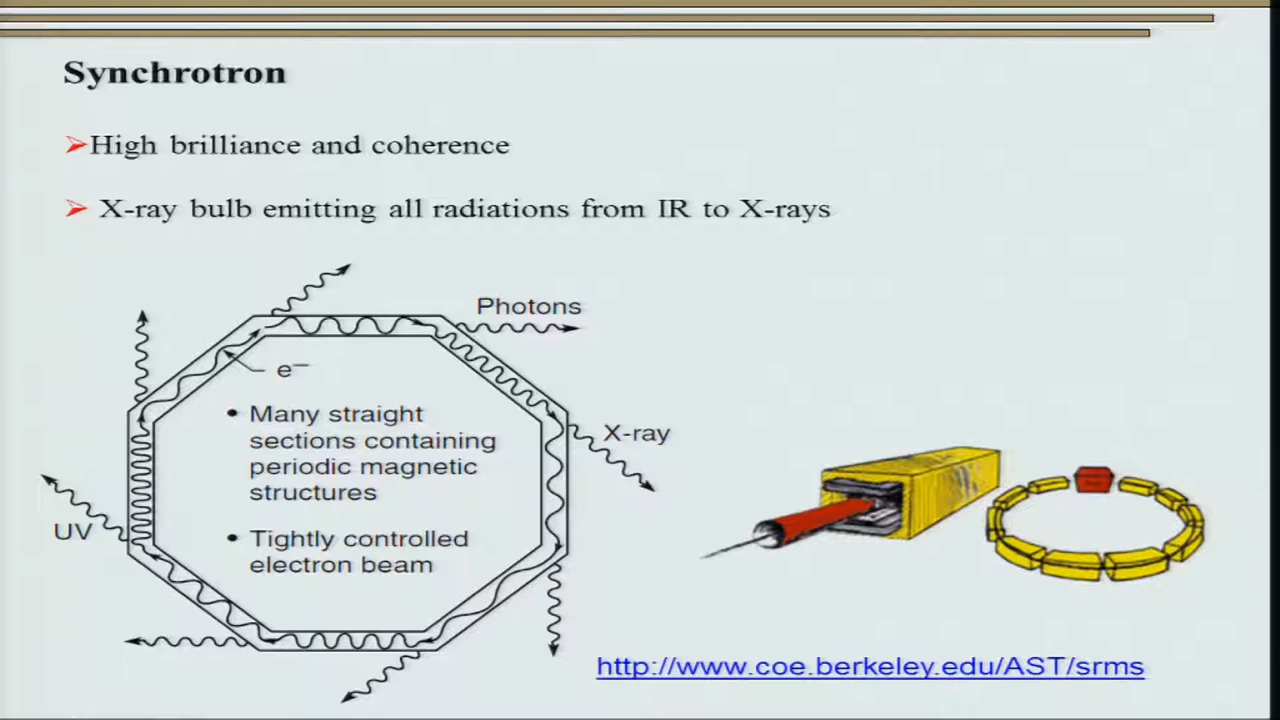 Synchrotron
High brilliance and coherence
X-ray bulb emitting all radiations from IR to X-rays
Photons
e⁻
• Many straight
sections containing
periodic magnetic
structures
X-ray
UV
• Tightly controlled
electron beam
http://www.coe.berkeley.edu/AST/srms